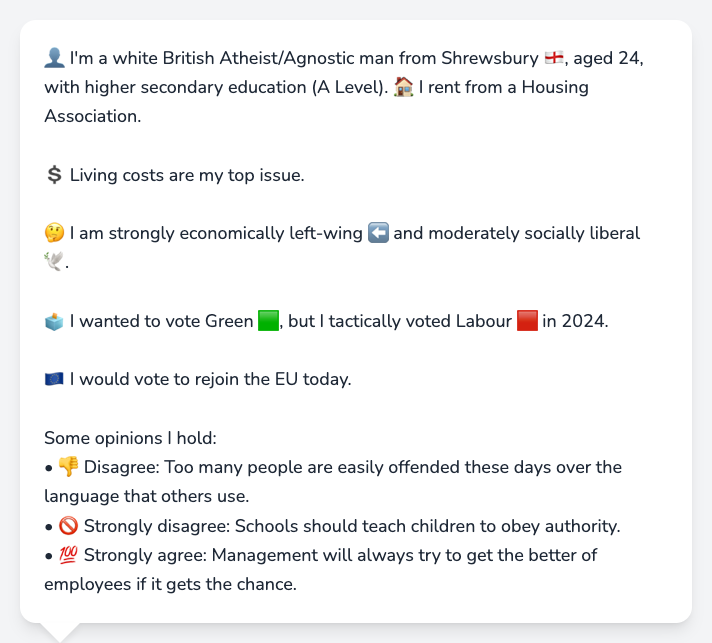 👤 I'm a white British Atheist/Agnostic man from Shrewsbury 🏴󠁧󠁢󠁥󠁮󠁧󠁿, aged 24,
with higher secondary education (A Level). 🏠 I rent from a Housing
Association.
💲 Living costs are my top issue.
🤔 I am strongly economically left-wing ⬅️ and moderately socially liberal
🕊️.
🗳️ I wanted to vote Green 🟩, but I tactically voted Labour 🟥 in 2024.
🇪🇺 I would vote to rejoin the EU today.
Some opinions I hold:
• 👎 Disagree: Too many people are easily offended these days over the
language that others use.
• 🚫 Strongly disagree: Schools should teach children to obey authority.
• 💯 Strongly agree: Management will always try to get the better of
employees if it gets the chance.